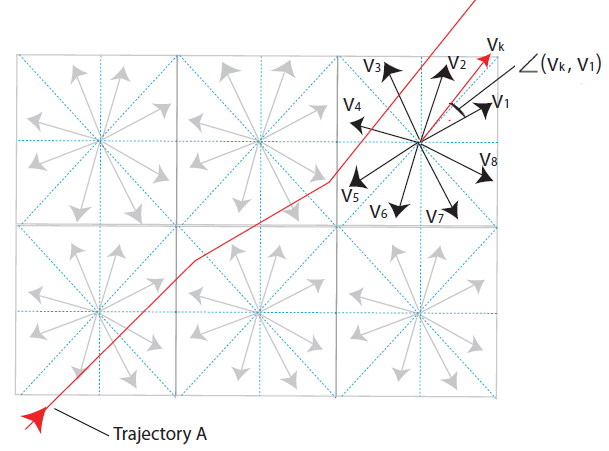 Vk
V3
V2
∠(Vk, V1)
V1
V4
V8
V5
V6
V7
Trajectory A